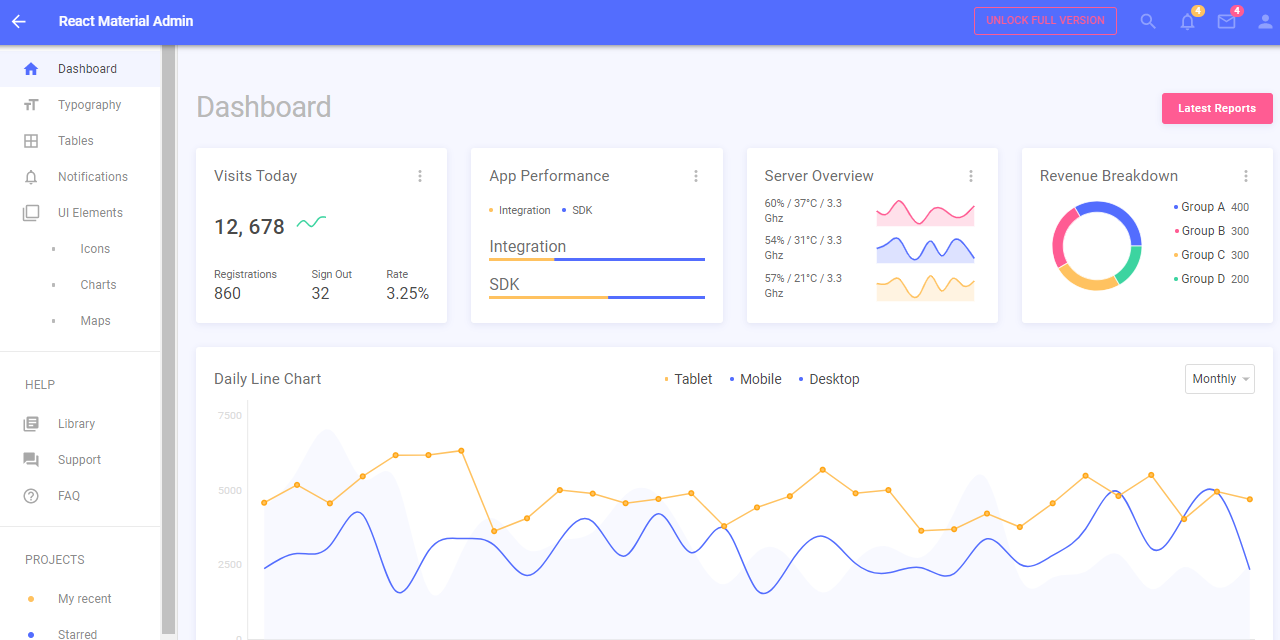 React Material Admin
UNLOCK FULL VERSION
4
4
Dashboard
Typography
Tables
Notifications
UI Elements
Icons
Charts
Maps
HELP
Library
Support
FAQ
PROJECTS
My recent
Starred
Dashboard
Latest Reports
Visits Today
12, 678
Registrations
860
Sign Out
32
Rate
3.25%
App Performance
Integration
SDK
Integration
SDK
Server Overview
60% / 37°C / 3.3
Ghz
54% / 31°C / 3.3
Ghz
57% / 21°C / 3.3
Ghz
Revenue Breakdown
Group A 400
Group B 300
Group C 300
Group D 200
Daily Line Chart
Tablet
Mobile
Desktop
Monthly
7500
5000
2500
0